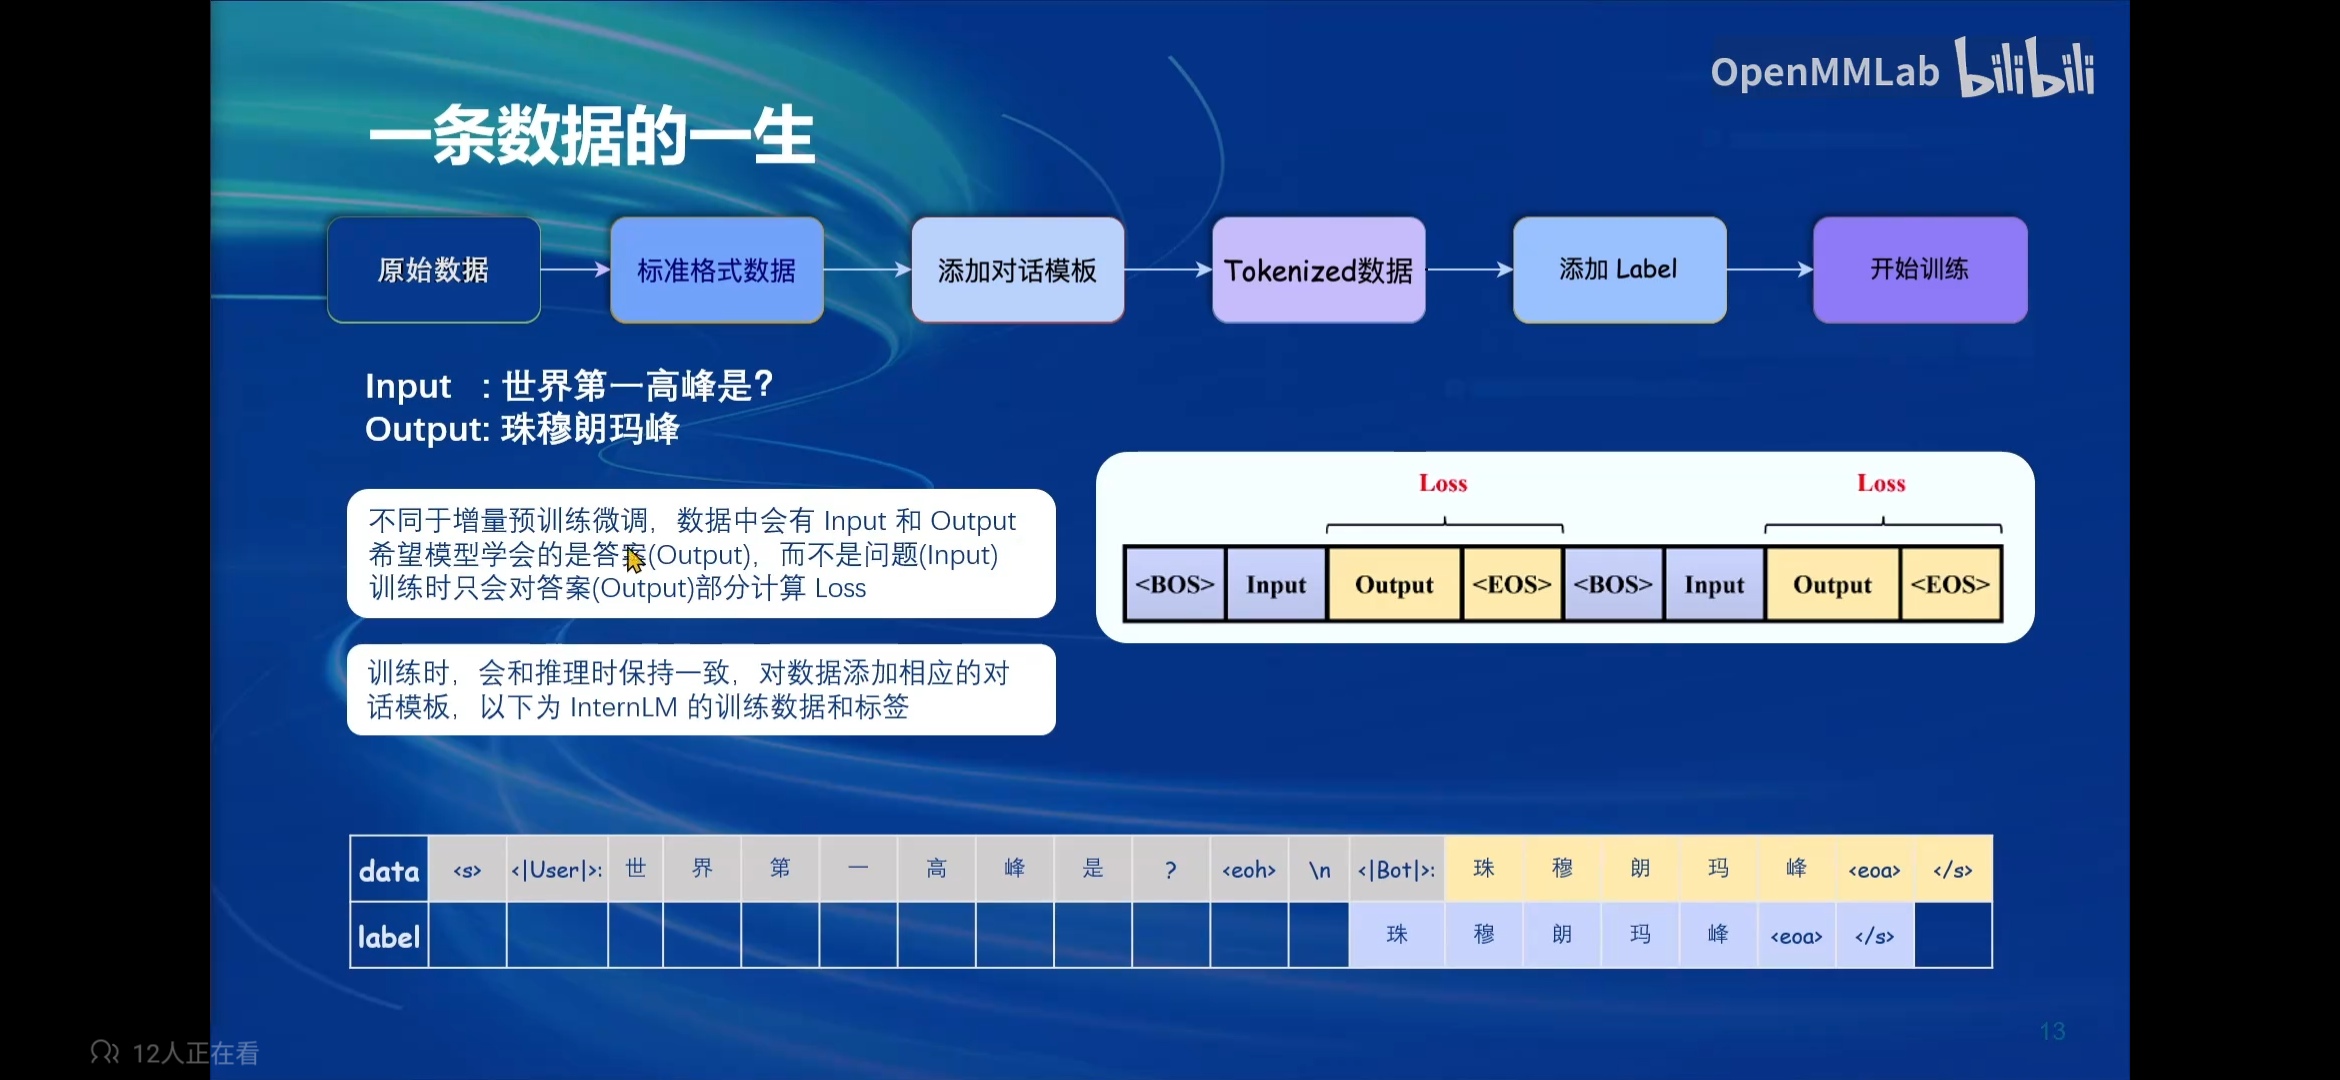 OpenMMLab bilibili
一条数据的一生
原始数据
标准格式数据
添加对话模板
Tokenized数据
添加 Label
开始训练
Input : 世界第一高峰是?
Output: 珠穆朗玛峰
不同于增量预训练微调，数据中会有 Input 和 Output
希望模型学会的是答案(Output)，而不是问题(Input)
训练时只会对答案(Output)部分计算 Loss
Loss Loss
<BOS> Input Output <EOS> <BOS> Input Output <EOS>
训练时，会和推理时保持一致，对数据添加相应的对
话模板，以下为 InternLM 的训练数据和标签
data <s> <|User|>: 世 界 第 一 高 峰 是 ? <eoh> \n <|Bot|>: 珠 穆 朗 玛 峰 <eoa> </s>
label 珠 穆 朗 玛 峰 <eoa> </s>
12人正在看
13